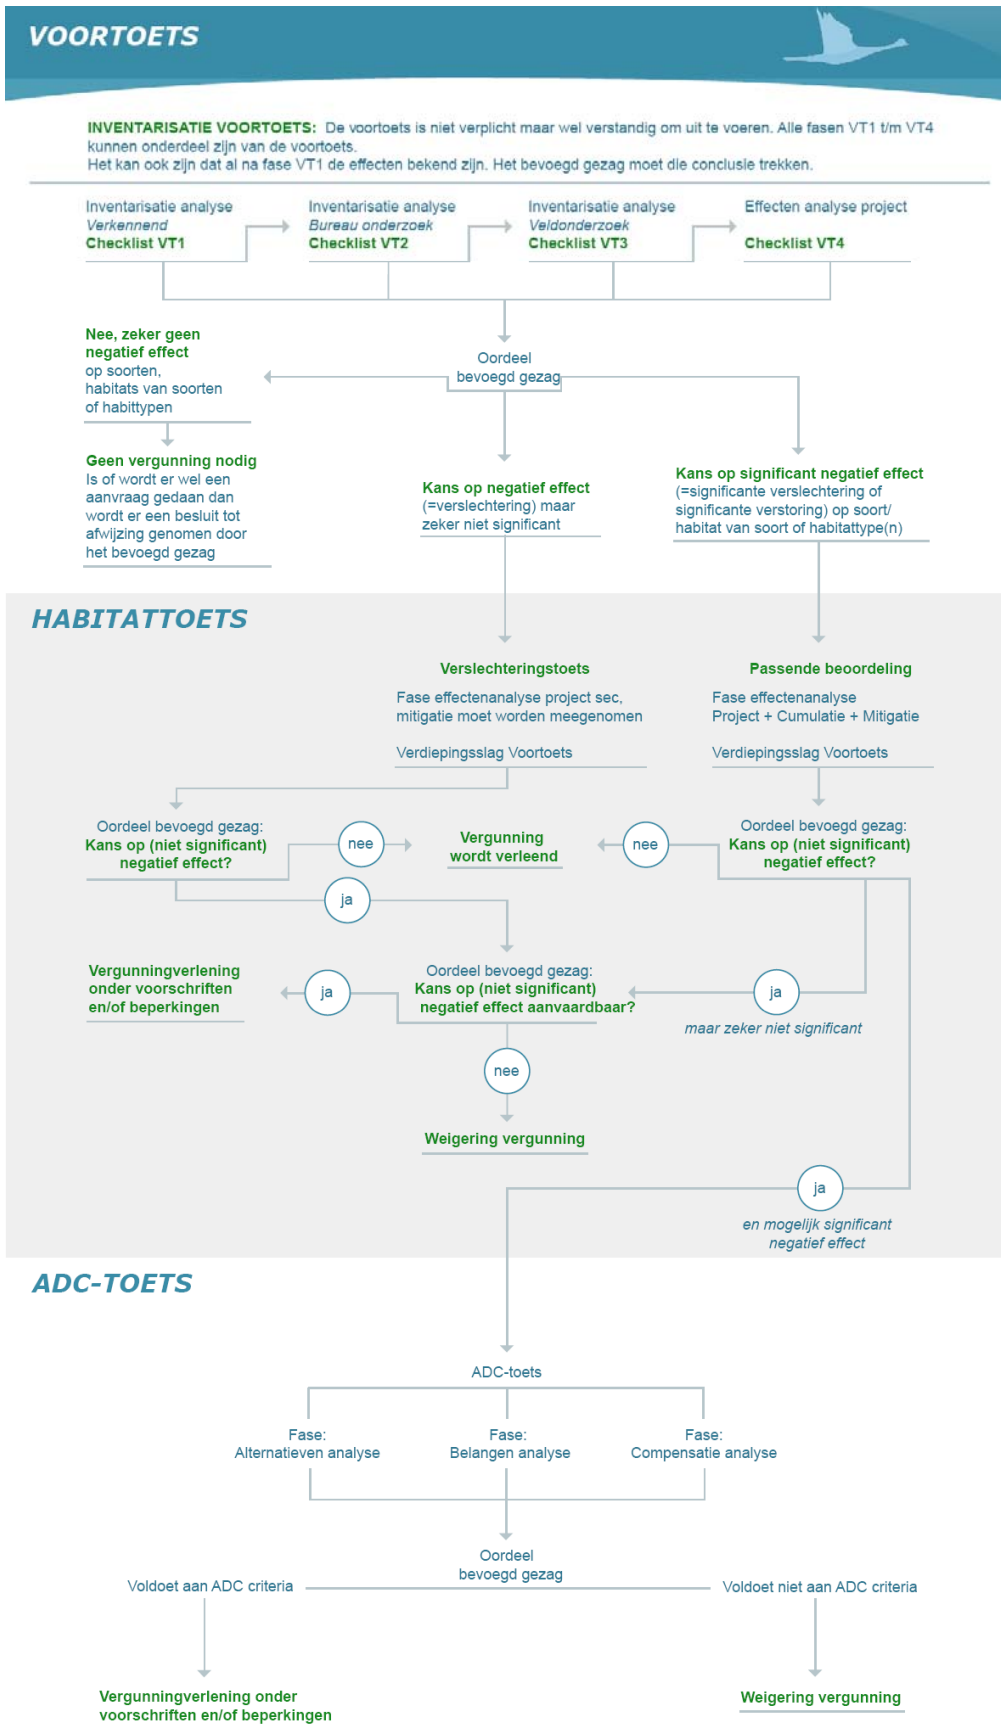 VOORTOETS
INVENTARISATIE VOORTOETS: De voortoets is niet verplicht maar wel verstandig om uit te voeren. Alle fasen VT1 t/m VT4
kunnen onderdeel zijn van de voortoets.
Het kan ook zijn dat al na fase VT1 de effecten bekend zijn. Het bevoegd gezag moet die conclusie trekken.
Inventarisatie analyse
Verkennend
Checklist VT1
Inventarisatie analyse
Bureau onderzoek
Checklist VT2
Inventarisatie analyse
Veldonderzoek
Checklist VT3
Effecten analyse project
Checklist VT4
Oordeel
bevoegd gezag
Nee, zeker geen
negatief effect
op soorten,
habitats van soorten
of habittypen
Geen vergunning nodig
Is of wordt er wel een
aanvraag gedaan dan
wordt er een besluit tot
afwijzing genomen door
het bevoegd gezag
Kans op negatief effect
(=verslechtering) maar
zeker niet significant
Kans op significant negatief effect
(=significante verslechtering of
significante verstoring) op soort/
habitat van soort of habitattype(n)
HABITATTOETS
Verslechteringstoets
Fase effectenanalyse project sec,
mitigatie moet worden meegenomen
Verdiepingsslag Voortoets
Passende beoordeling
Fase effectenanalyse
Project + Cumulatie + Mitigatie
Verdiepingsslag Voortoets
Oordeel bevoegd gezag:
Kans op (niet significant)
negatief effect?
nee
Vergunning
wordt verleend
nee
Oordeel bevoegd gezag:
Kans op (niet significant)
negatief effect?
ja
Vergunningverlening
onder voorschriften
en/of beperkingen
ja
Oordeel bevoegd gezag:
Kans op (niet significant)
negatief effect aanvaardbaar?
ja
maar zeker niet significant
nee
Weigering vergunning
ja
en mogelijk significant
negatief effect
ADC-TOETS
ADC-toets
Fase:
Alternatieven analyse
Fase:
Belangen analyse
Fase:
Compensatie analyse
Oordeel
bevoegd gezag
Voldoet aan ADC criteria
Voldoet niet aan ADC criteria
Vergunningverlening onder
voorschriften en/of beperkingen
Weigering vergunning